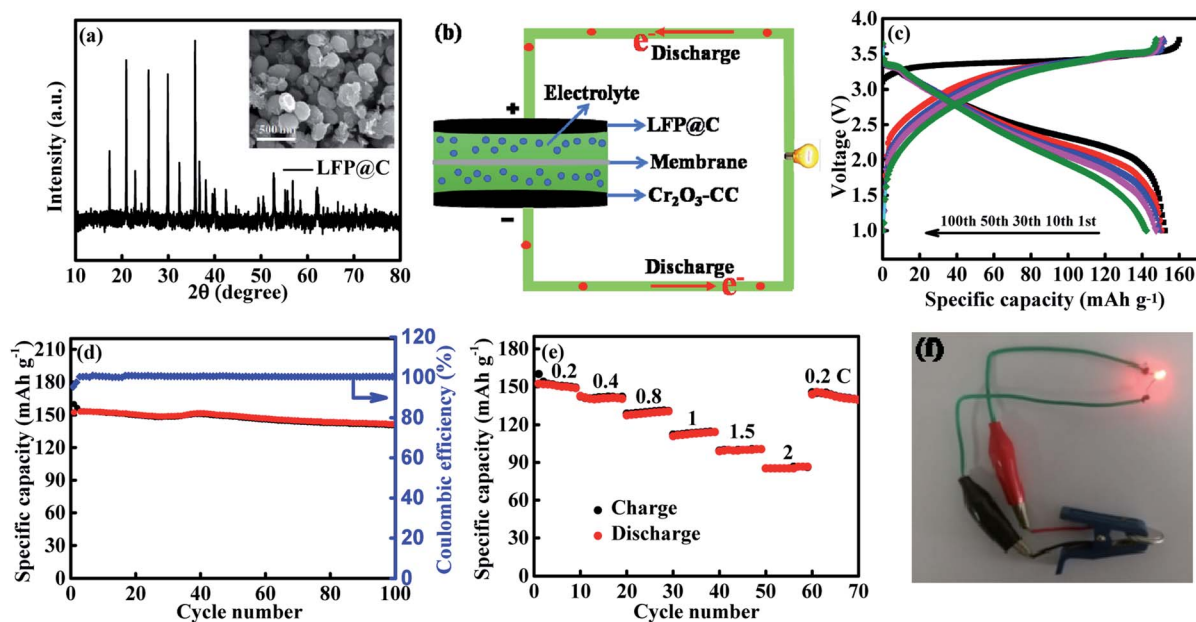 (a)
Intensity (a.u.)
500 nm
LFP@C
10 20 30 40 50 60 70 80
2θ (degree)
(b)
e-
Discharge
+
Electrolyte
LFP@C
Membrane
Cr2O3-CC
−
Discharge
e-
(c)
Voltage (V)
4.0
3.5
3.0
2.5
2.0
1.5
1.0
100th 50th 30th 10th 1st
0 40 80 120 160
Specific capacity (mAh g-1)
(d)
Specific capacity (mAh g-1)
210
180
150
120
90
60
30
0
120
100
80
60
40
20
0
Coulombic efficiency (%)
0 20 40 60 80 100
Cycle number
(e)
Specific capacity (mAh g-1)
180
150
120
90
60
30
0
0.2
0.4
0.8
1
1.5
2
0.2 C
Charge
Discharge
0 10 20 30 40 50 60 70
Cycle number
(f)